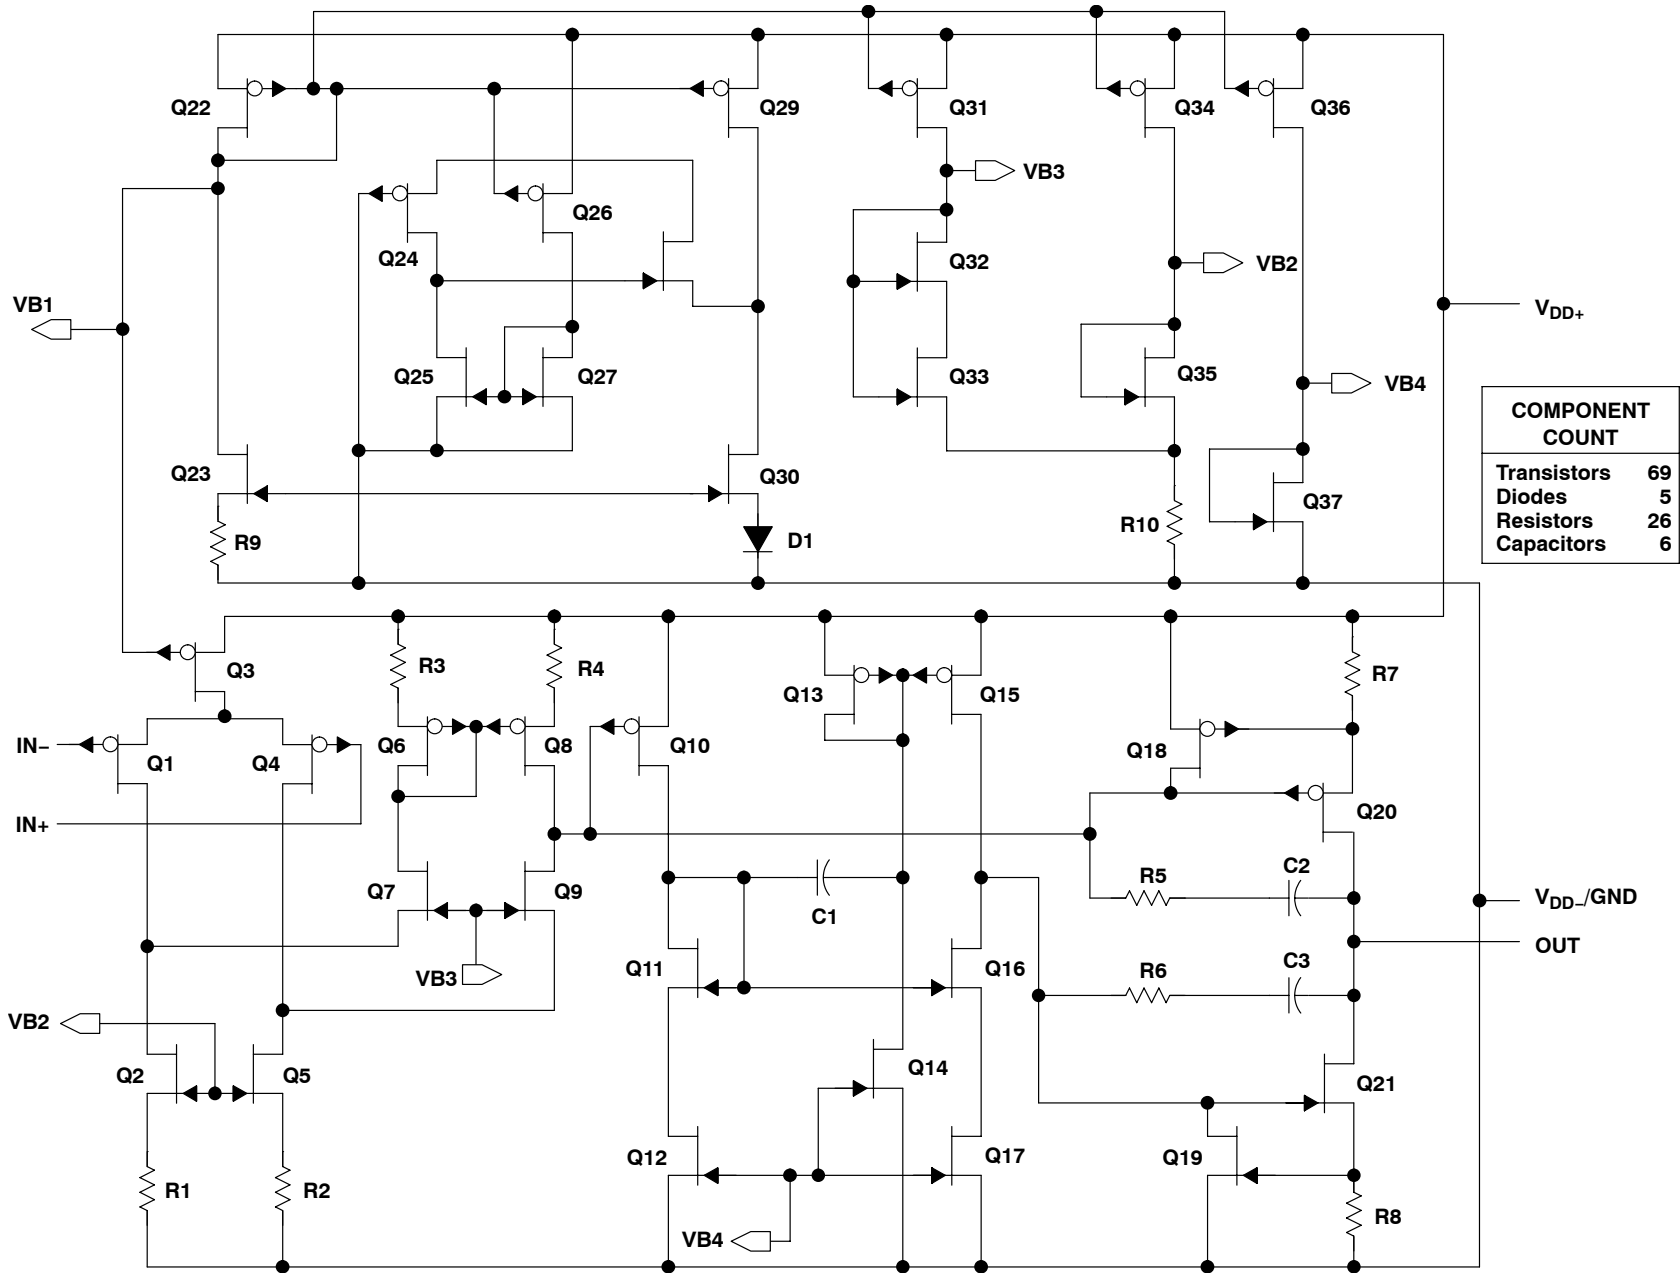 Q22
Q29
Q31
Q34
Q36
VB3
Q26
Q24
Q32
VB2
VB1
V_DD+
Q25
Q27
Q33
Q35
VB4
COMPONENT
COUNT
Transistors 69
Diodes 5
Resistors 26
Capacitors 6
Q23
Q30
Q37
R9
D1
R10
Q3
R3
R4
Q13
Q15
R7
IN−
Q1
Q4
Q6
Q8
Q10
Q18
IN+
Q20
Q7
Q9
C1
R5
C2
V_DD−/GND
OUT
VB3
Q11
Q16
R6
C3
VB2
Q2
Q5
Q14
Q21
Q12
Q17
Q19
R1
R2
R8
VB4